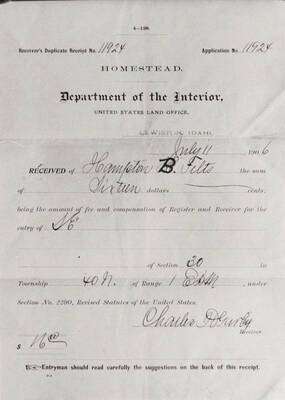 4—198.
Receiver's Duplicate Receipt No. 11924 Application No. 11924
HOMESTEAD.
Department of the Interior,
UNITED STATES LAND OFFICE,
LEWISTON, IDAHO,
July 11 1906
RECEIVED of Hampton B. Filts the sum
of Sixteen dollars cents,
being the amount of fee and compensation of Register and Receiver for the
entry of
of Section 30 in
Township 40 N. of Range 1 EBM, under
Section No. 2290, Revised Statutes of the United States.
Charles
Receiver.
$ 16 00
Entryman should read carefully the suggestions on the back of this receipt.